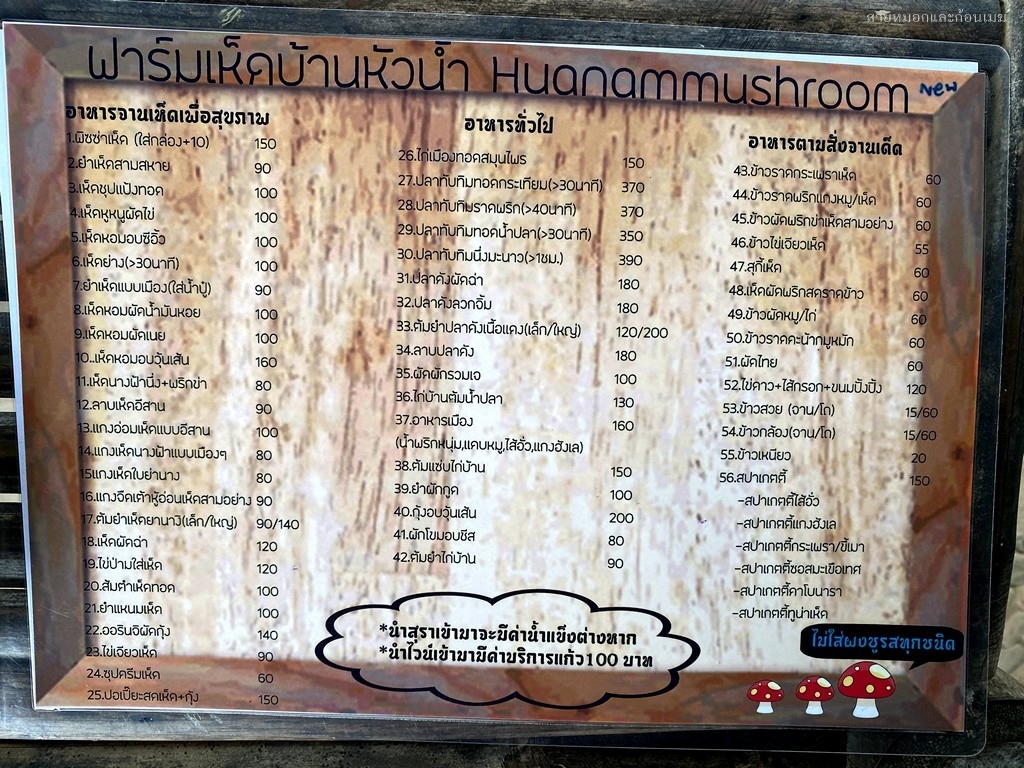 สายหมอกและก้อนเมฆ
ฟาร์มเห็ดบ้านหัวน้ำ Huanammushroom New
อาหารจานเห็ดเพื่อสุขภาพ
1.พิซซ่าเห็ด (ใส่กล่อง+10) 150
2.ยำเห็ดสามสหาย 90
3.เห็ดชุปแป้งทอด 100
4.เห็ดหูหนูผัดไข่ 100
5.เห็ดหอมอบซีอิ้ว 100
6.เห็ดย่าง(>30นาที) 100
7.ยำเห็ดแบบเมือง(ใส่น้ำปู๋) 90
8.เห็ดหอมผัดน้ำมันหอย 100
9.เห็ดหอมผัดเนย 100
10..เห็ดหอมอบวุ้นเส้น 160
11.เห็ดนางฟ้านึ่ง+พริกข่า 80
12.ลาบเห็ดอีสาน 90
13.แกงอ่อมเห็ดแบบอีสาน 100
14.แกงเห็ดนางฟ้าแบบเมืองๆ 80
15แกงเห็ดใบย่านาง 80
16.แกงจืดเต้าหู้อ่อนเห็ดสามอย่าง 90
17.ต้มยำเห็ดยานางิ(เล็ก/ใหญ่) 90/140
18.เห็ดผัดฉ่า 120
19.ไข่ป่ามใส่เห็ด 120
20.ส้มตำเห็ดทอด 100
21.ยำแหนมเห็ด 100
22.ออรินจิผัดกุ้ง 140
23.ไข่เจียวเห็ด 90
24.ซุปครีมเห็ด 60
25.ปอเปี๊ยะสดเห็ด+กุ้ง 150
อาหารทั่วไป
26.ไก่เมืองทอดสมุนไพร 150
27.ปลาทับทิมทอดกระเทียม(>30นาที) 370
28.ปลาทับทิมราดพริก(>40นาที) 370
29.ปลาทับทิมทอดน้ำปลา(>30นาที) 350
30.ปลาทับทิมนึ่งมะนาว(>1ชม.) 390
31.ปลาคังผัดฉ่า 180
32.ปลาคังลวกจิ้ม 180
33.ต้มยำปลาคังเนื้อแดง(เล็ก/ใหญ่) 120/200
34.ลาบปลาคัง 180
35.ผัดผักรวมเจ 100
36.ไก่บ้านต้มน้ำปลา 130
37.อาหารเมือง 160
(น้ำพริกหนุ่ม,แคบหมู,ไส้อั่ว,แกงฮังเล)
38.ต้มแซ่บไก่บ้าน 150
39.ยำผักกูด 100
40.กุ้งอบวุ้นเส้น 200
41.ผักโขมอบชีส 80
42.ต้มยำไก่บ้าน 90
อาหารตามสั่งจานเด็ด
43.ข้าวราดกระเพราเห็ด 60
44.ข้าวราดพริกแกงหมู/เห็ด 60
45.ข้าวผัดพริกข่าเห็ดสามอย่าง 60
46.ข้าวไข่เจียวเห็ด 55
47.สุกี้เห็ด 60
48.เห็ดผัดพริกสดราดข้าว 60
49.ข้าวผัดหมู/ไก่ 60
50.ข้าวราดคะน้าหมูหมัก 60
51.ผัดไทย 60
52.ไข่ดาว+ไส้กรอก+ขนมปังปิ้ง 120
53.ข้าวสวย (จาน/โถ) 15/60
54.ข้าวกล้อง(จาน/โถ) 15/60
55.ข้าวเหนียว 20
56.สปาเกตตี้ 150
-สปาเกตตี้ไส้อั่ว
-สปาเกตตี้แกงฮังเล
-สปาเกตตี้กระเพรา/ขี้เมา
-สปาเกตตี้ซอสมะเขือเทศ
-สปาเกตตี้คาโบนารา
-สปาเกตตี้ทูน่าเห็ด
*นำสุราเข้ามาจะมีค่าน้ำแข็งต่างหาก
*นำไวน์เข้ามามีค่าบริการแก้ว100 บาท
ไม่ใส่ผงชูรสทุกชนิด